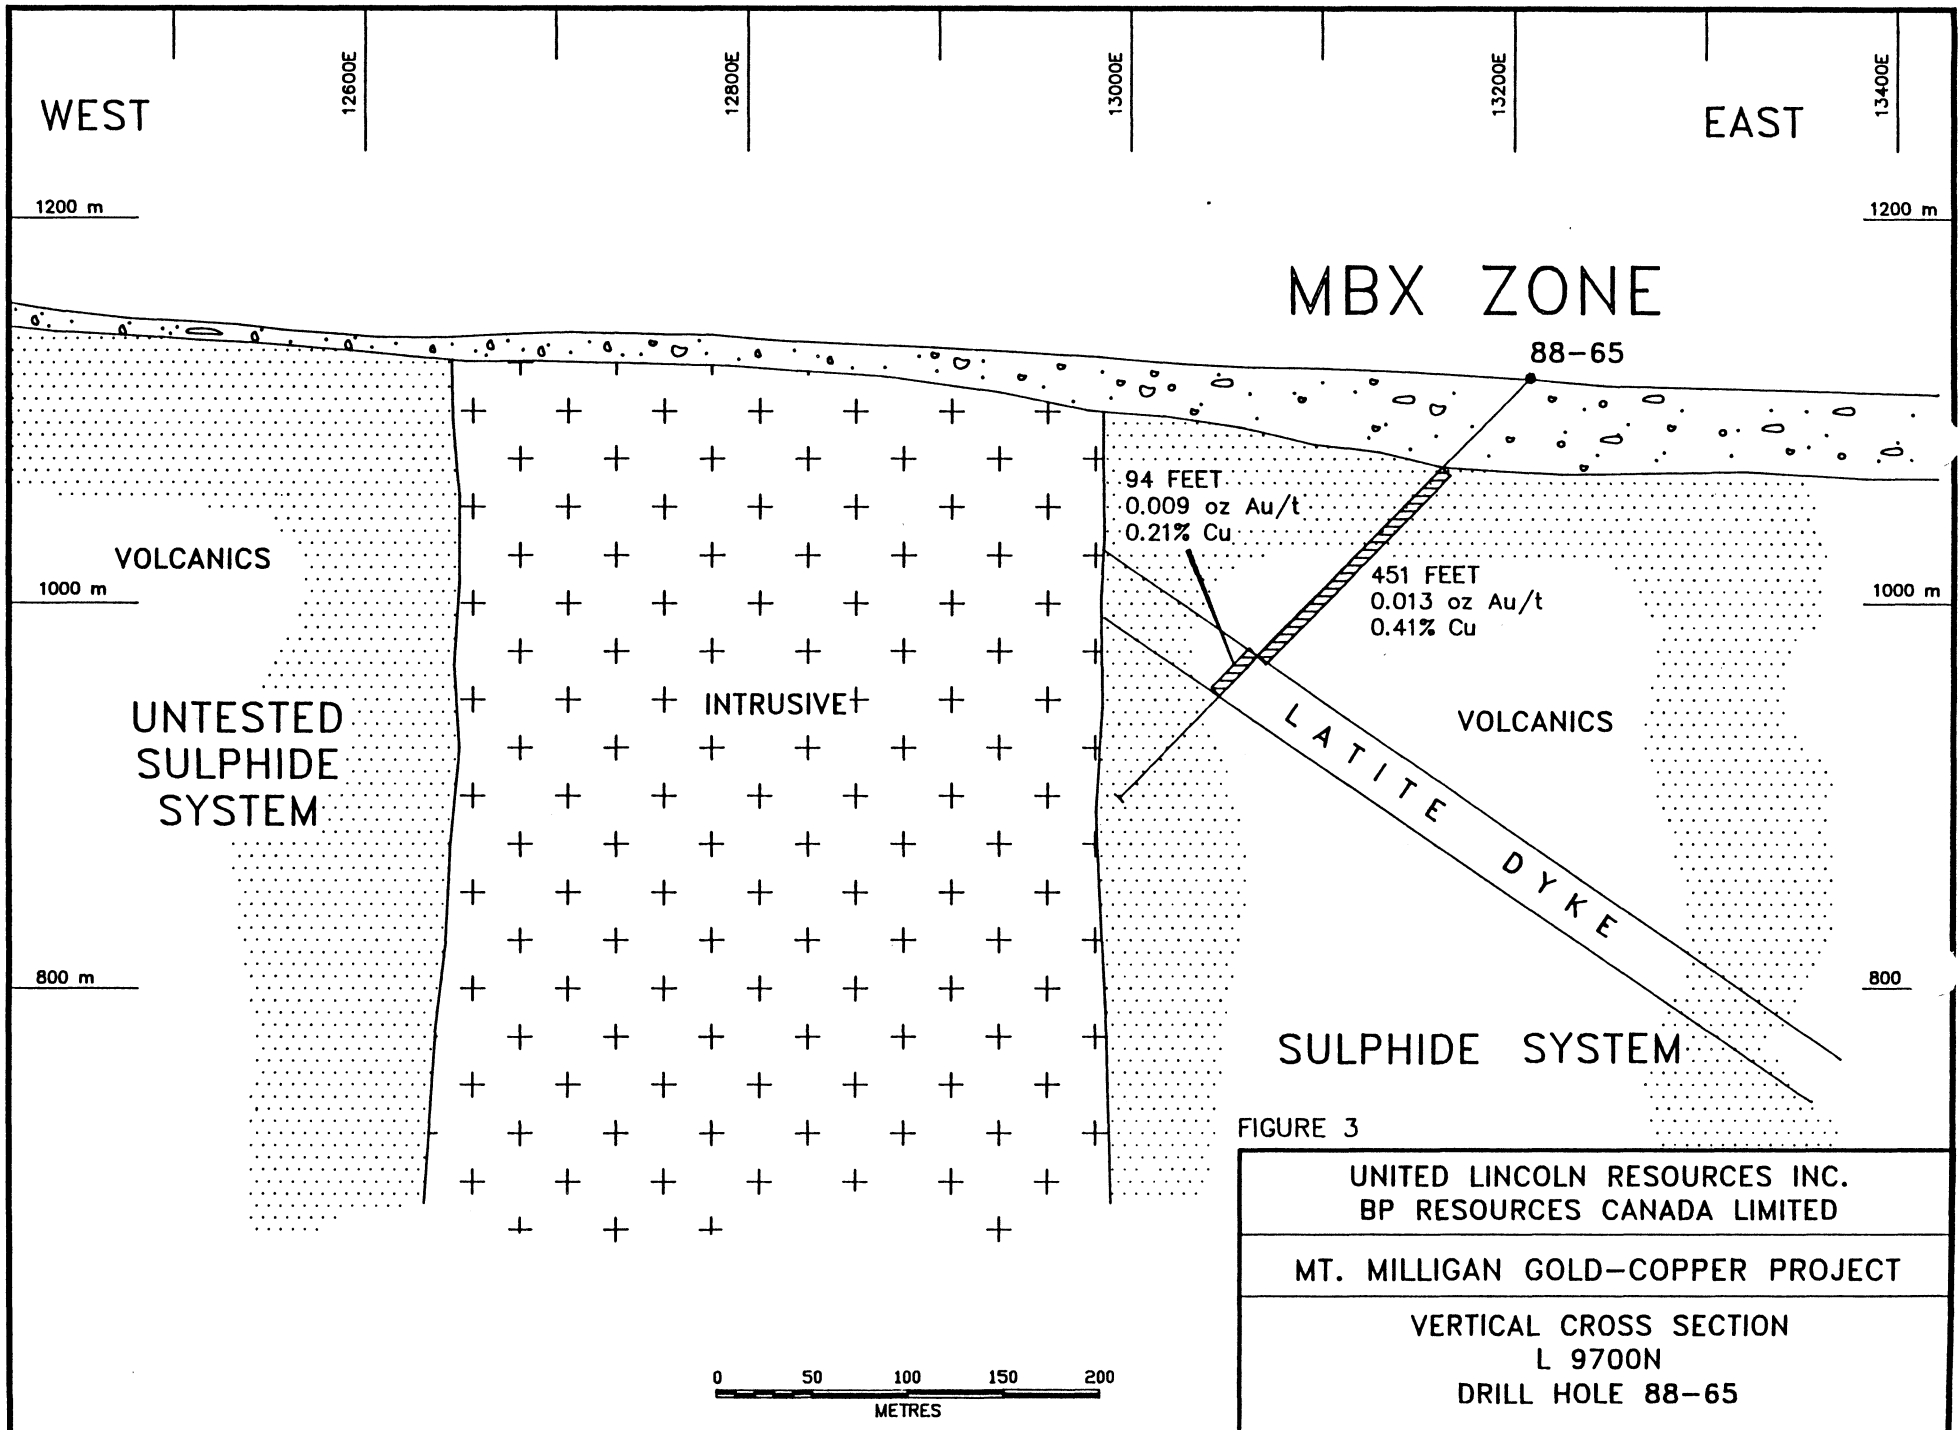 12600E
12800E
13000E
13200E
13400E
WEST
EAST
1200 m
1200 m
MBX ZONE
88-65
94 FEET
0.009 oz Au/t
0.21% Cu
VOLCANICS
451 FEET
0.013 oz Au/t
0.41% Cu
1000 m
1000 m
UNTESTED
SULPHIDE
SYSTEM
INTRUSIVE
VOLCANICS
LATITE DYKE
800 m
800
SULPHIDE SYSTEM
FIGURE 3
UNITED LINCOLN RESOURCES INC.
BP RESOURCES CANADA LIMITED
MT. MILLIGAN GOLD-COPPER PROJECT
VERTICAL CROSS SECTION
L 9700N
DRILL HOLE 88-65
0 50 100 150 200
METRES